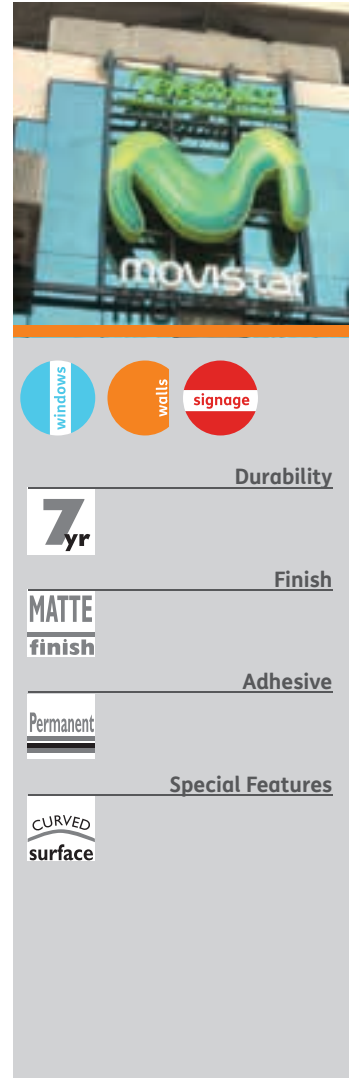 movistar
windows
walls
signage
Durability
7yr
Finish
MATTE
finish
Adhesive
Permanent
Special Features
CURVED
surface